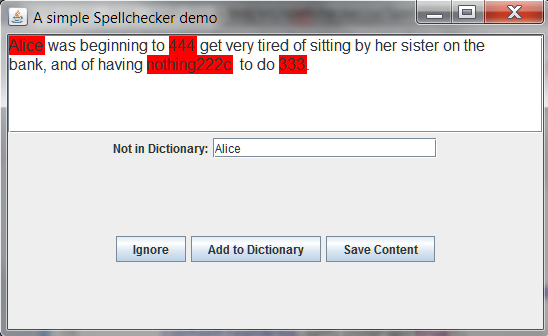 A simple Spellchecker demo
Alice was beginning to 444 get very tired of sitting by her sister on the
bank, and of having nothing222c  to do 333.
Not in Dictionary: Alice
Ignore Add to Dictionary Save Content